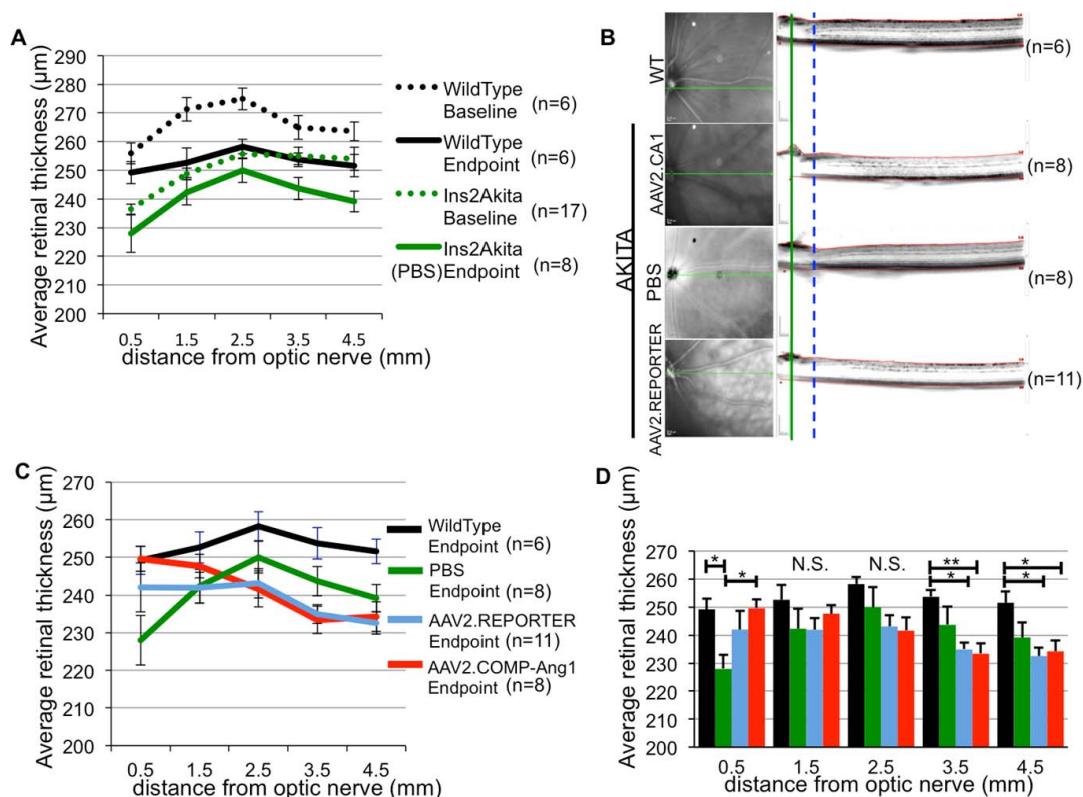 A
Average retinal thickness (µm)
290
280
270
260
250
240
230
220
210
200
0.5 1.5 2.5 3.5 4.5
distance from optic nerve (mm)
WildType
Baseline (n=6)
WildType
Endpoint (n=6)
Ins2Akita
Baseline (n=17)
Ins2Akita
(PBS)Endpoint (n=8)
B
WT
(n=6)
AKITA
AAV2.CA1
(n=8)
PBS
(n=8)
AAV2.REPORTER
(n=11)
C
Average retinal thickness (µm)
270
260
250
240
230
220
210
200
0.5 1.5 2.5 3.5 4.5
distance from optic nerve (mm)
WildType
Endpoint (n=6)
PBS
Endpoint (n=8)
AAV2.REPORTER
Endpoint (n=11)
AAV2.COMP-Ang1
Endpoint (n=8)
D
Average retinal thickness (µm)
270
260
250
240
230
220
210
200
*
*
N.S.
N.S.
**
*
*
*
0.5 1.5 2.5 3.5 4.5
distance from optic nerve (mm)